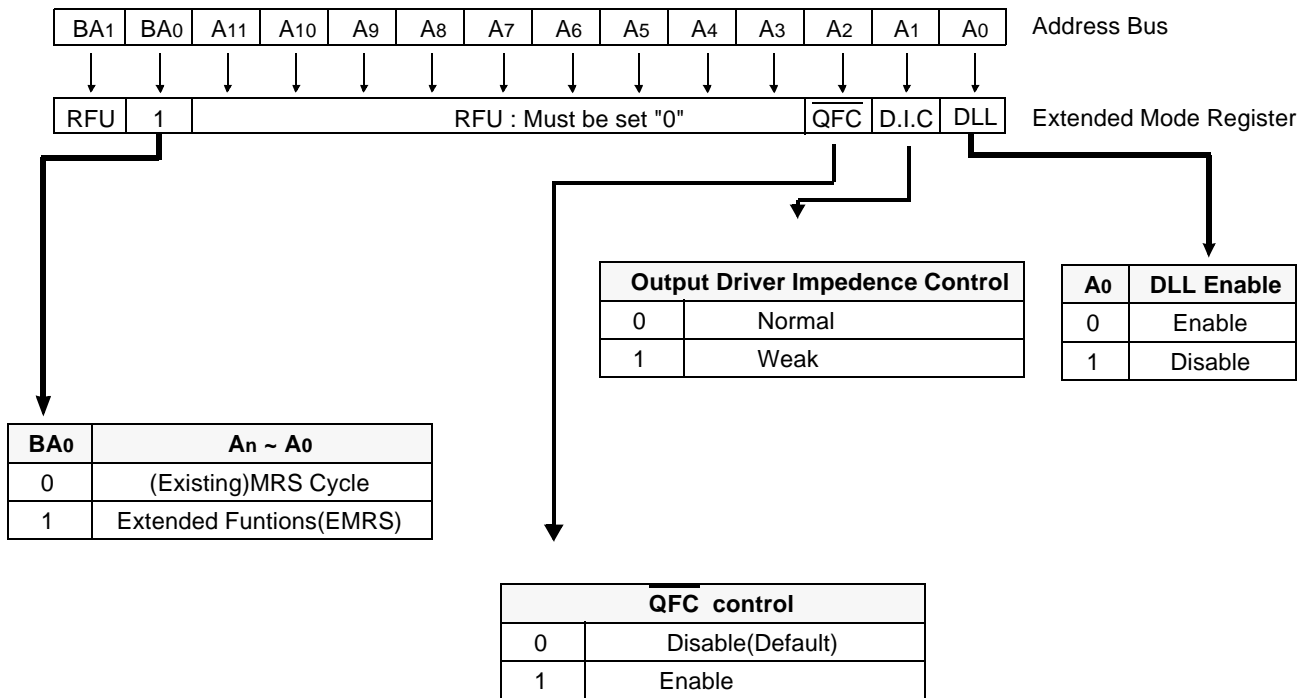 BA1 BA0 A11 A10 A9 A8 A7 A6 A5 A4 A3 A2 A1 A0 Address Bus
RFU 1 RFU : Must be set "0" QFC D.I.C DLL Extended Mode Register
Output Driver Impedence Control
0 Normal
1 Weak
A0 DLL Enable
0 Enable
1 Disable
BA0 An ~ A0
0 (Existing)MRS Cycle
1 Extended Funtions(EMRS)
QFC control
0 Disable(Default)
1 Enable